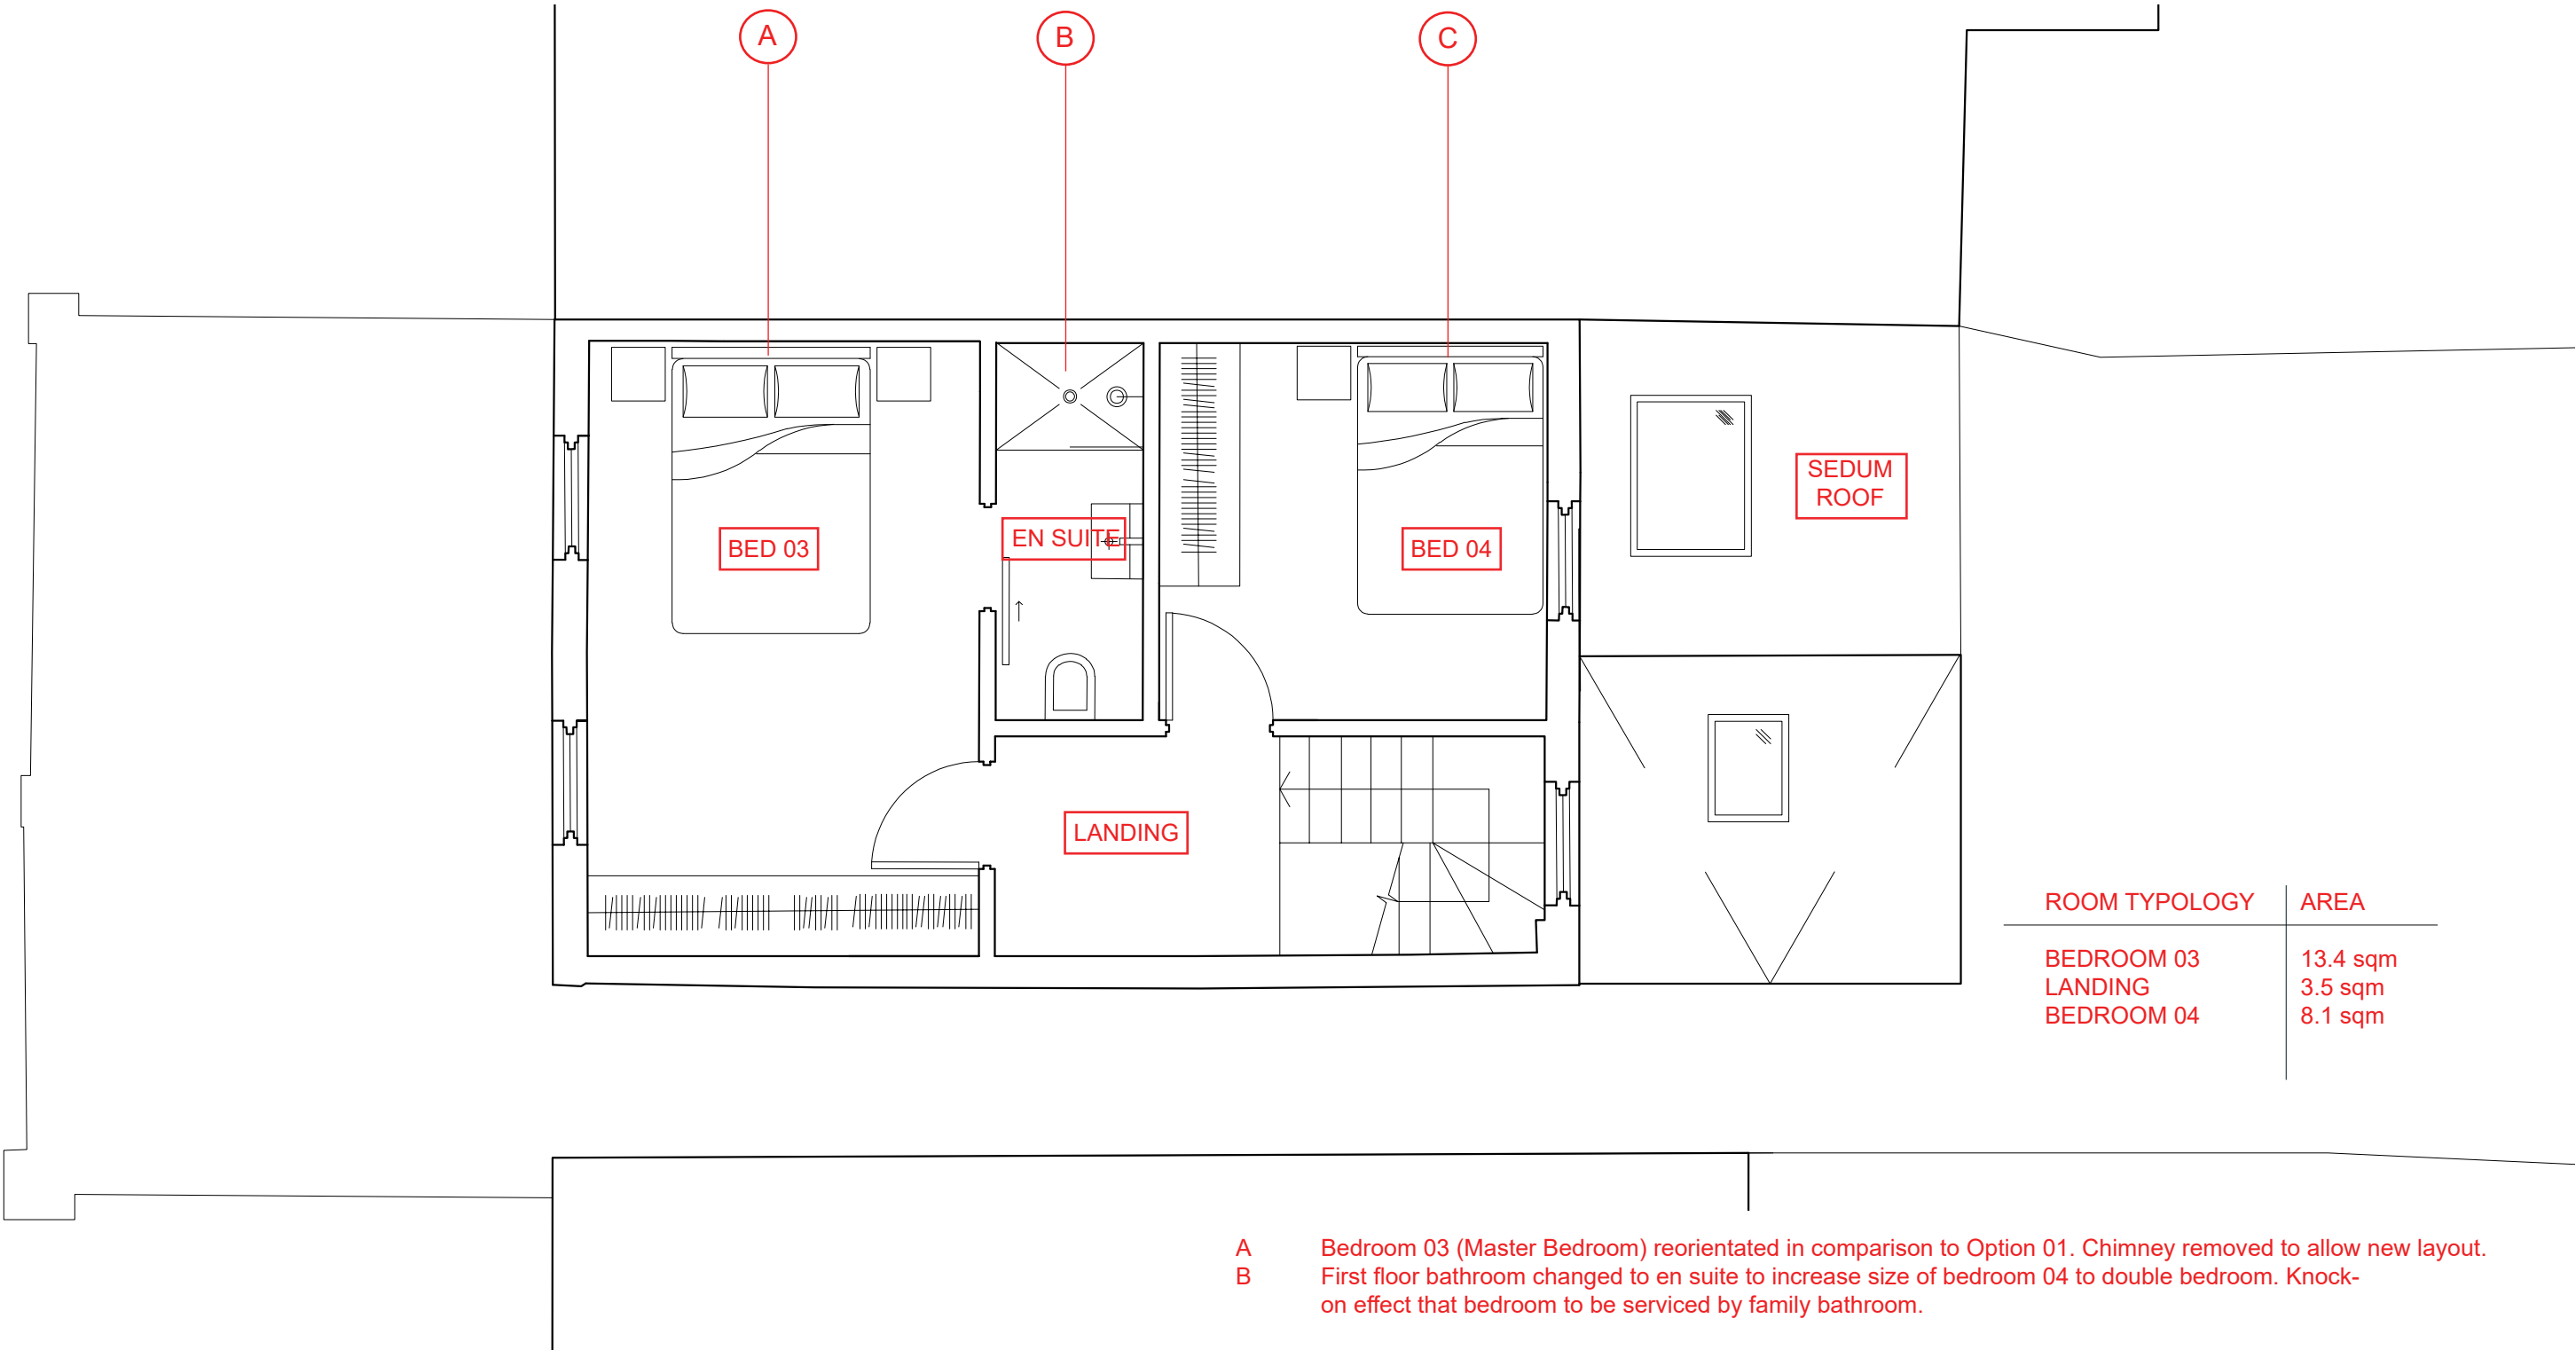 A
B
C
BED 03
EN SUITE
BED 04
SEDUM
ROOF
LANDING
ROOM TYPOLOGY AREA
BEDROOM 03 13.4 sqm
LANDING 3.5 sqm
BEDROOM 04 8.1 sqm
A Bedroom 03 (Master Bedroom) reorientated in comparison to Option 01. Chimney removed to allow new layout.
B First floor bathroom changed to en suite to increase size of bedroom 04 to double bedroom. Knock-
on effect that bedroom to be serviced by family bathroom.